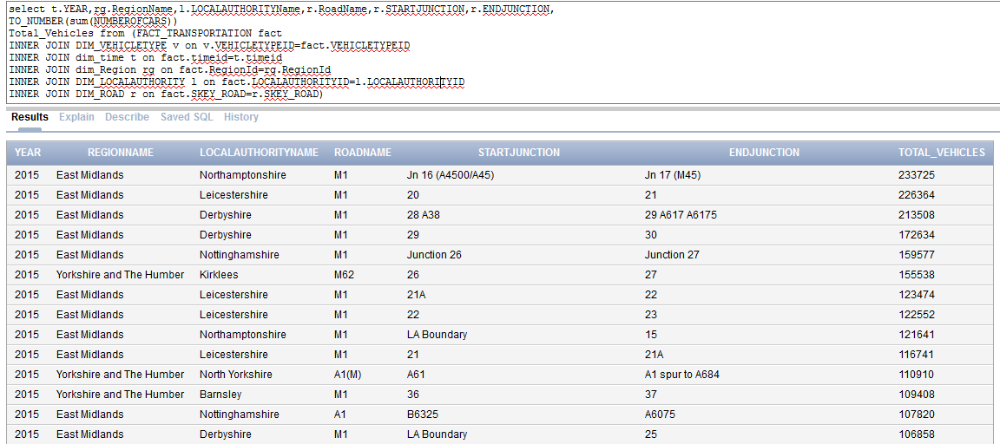 select t.YEAR,rg.RegionName,l.LOCALAUTHORITYName,r.RoadName,r.STARTJUNCTION,r.ENDJUNCTION,
TO_NUMBER(sum(NUMBEROFCARS))
Total_Vehicles from (FACT_TRANSPORTATION fact
INNER JOIN DIM_VEHICLETYPE v on v.VEHICLETYPEID=fact.VEHICLETYPEID
INNER JOIN dim_time t on fact.timeid=t.timeid
INNER JOIN dim_Region rg on fact.RegionId=rg.RegionId
INNER JOIN DIM_LOCALAUTHORITY l on fact.LOCALAUTHORITYID=l.LOCALAUTHORITYID
INNER JOIN DIM_ROAD r on fact.SKEY_ROAD=r.SKEY_ROAD)
Results Explain Describe Saved SQL History
YEAR REGIONNAME LOCALAUTHORITYNAME ROADNAME STARTJUNCTION ENDJUNCTION TOTAL_VEHICLES
2015 East Midlands Northamptonshire M1 Jn 16 (A4500/A45) Jn 17 (M45) 233725
2015 East Midlands Leicestershire M1 20 21 226364
2015 East Midlands Derbyshire M1 28 A38 29 A617 A6175 213508
2015 East Midlands Derbyshire M1 29 30 172634
2015 East Midlands Nottinghamshire M1 Junction 26 Junction 27 159577
2015 Yorkshire and The Humber Kirklees M62 26 27 155538
2015 East Midlands Leicestershire M1 21A 22 123474
2015 East Midlands Leicestershire M1 22 23 122552
2015 East Midlands Northamptonshire M1 LA Boundary 15 121641
2015 East Midlands Leicestershire M1 21 21A 116741
2015 Yorkshire and The Humber North Yorkshire A1(M) A61 A1 spur to A684 110910
2015 Yorkshire and The Humber Barnsley M1 36 37 109408
2015 East Midlands Nottinghamshire A1 B6325 A6075 107820
2015 East Midlands Derbyshire M1 LA Boundary 25 106858